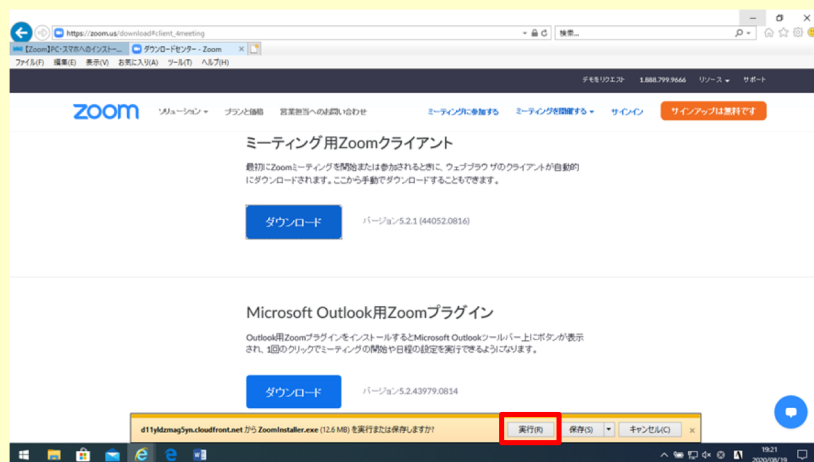 https://zoom.us/download#client_4meeting
検索...
【Zoom】PC・スマホへのインストー...
ダウンロードセンター - Zoom
ファイル(F) 編集(E) 表示(V) お気に入り(A) ツール(T) ヘルプ(H)
デモをリクエスト 1.888.799.9666 リソース サポート
zoom ソリューション プランと価格 営業担当へのお問い合わせ ミーティングに参加する ミーティングを開催する サインイン サインアップは無料です
ミーティング用Zoomクライアント
最初にZoomミーティングを開始または参加されるときに、ウェブブラウザのクライアントが自動的
にダウンロードされます。ここから手動でダウンロードすることもできます。
ダウンロード バージョン5.2.1 (44052.0816)
Microsoft Outlook用Zoomプラグイン
Outlook用ZoomプラグインをインストールするとMicrosoft Outlookツールバー上にボタンが表示
され、1回のクリックでミーティングの開始や日程の設定を実行できるようになります。
ダウンロード バージョン5.2.43979.0814
d11yldzmag5yn.cloudfront.net から ZoomInstaller.exe (12.6 MB) を実行または保存しますか?
実行(R) 保存(S) キャンセル(C)
19:21
2020/08/19